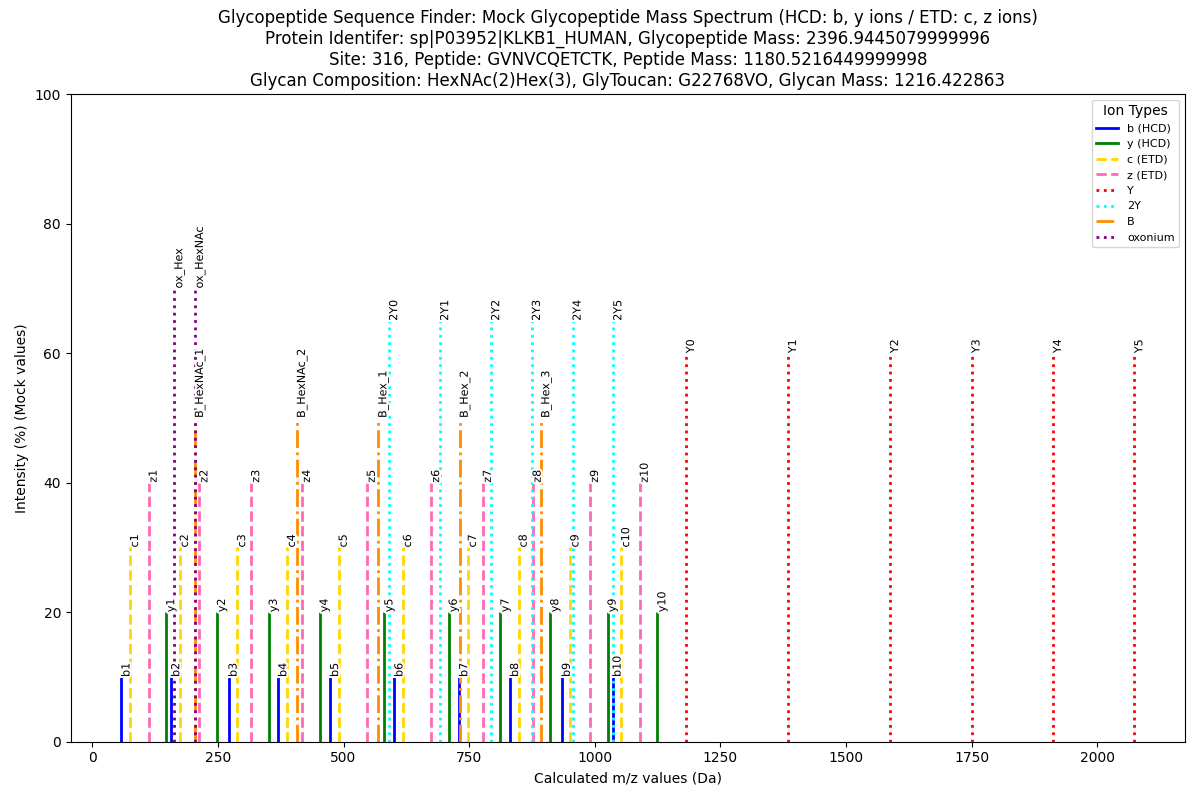 Glycopeptide Sequence Finder: Mock Glycopeptide Mass Spectrum (HCD: b, y ions / ETD: c, z ions)
Protein Identifer: sp|P03952|KLKB1_HUMAN, Glycopeptide Mass: 2396.9445079999996
Site: 316, Peptide: GVNVCQETCTK, Peptide Mass: 1180.5216449999998
Glycan Composition: HexNAc(2)Hex(3), GlyToucan: G22768VO, Glycan Mass: 1216.422863
100
80
60
40
20
0
Intensity (%) (Mock values)
Ion Types
b (HCD)
y (HCD)
c (ETD)
z (ETD)
Y
2Y
B
oxonium
ox_Hex
ox_HexNAc
2Y0
2Y1
2Y2
2Y3
2Y4
2Y5
Y0
Y1
Y2
Y3
Y4
Y5
B_HexNAc_1
B_HexNAc_2
B_Hex_1
B_Hex_2
B_Hex_3
z1
z2
z3
z4
z5
z6
z7
z8
z9
z10
c1
c2
c3
c4
c5
c6
c7
c8
c9
c10
y1
y2
y3
y4
y5
y6
y7
y8
y9
y10
b1
b2
b3
b4
b5
b6
b7
b8
b9
b10
0
250
500
750
1000
1250
1500
1750
2000
Calculated m/z values (Da)